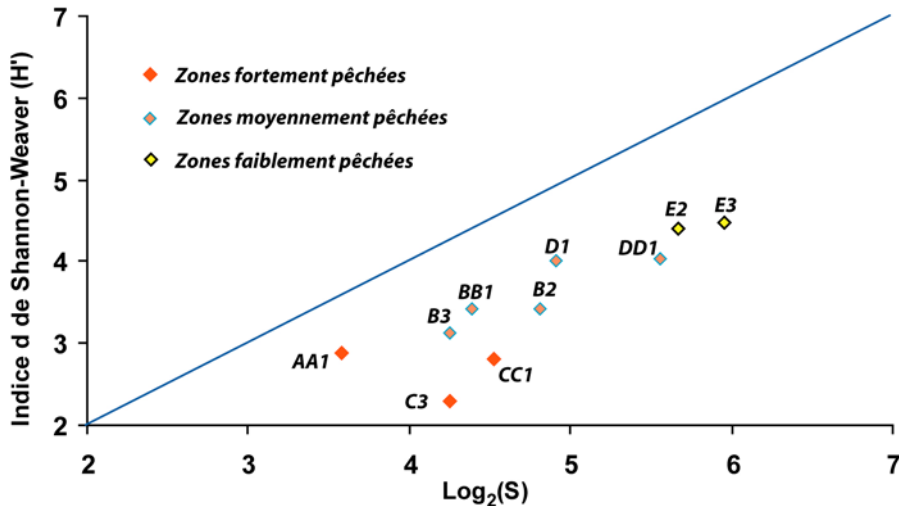 7
6
5
4
3
2
Indice d de Shannon-Weaver (H')
Zones fortement pêchées
Zones moyennement pêchées
Zones faiblement pêchées
E2
E3
D1
DD1
BB1
B2
B3
AA1
CC1
C3
2
3
4
5
6
7
Log₂(S)